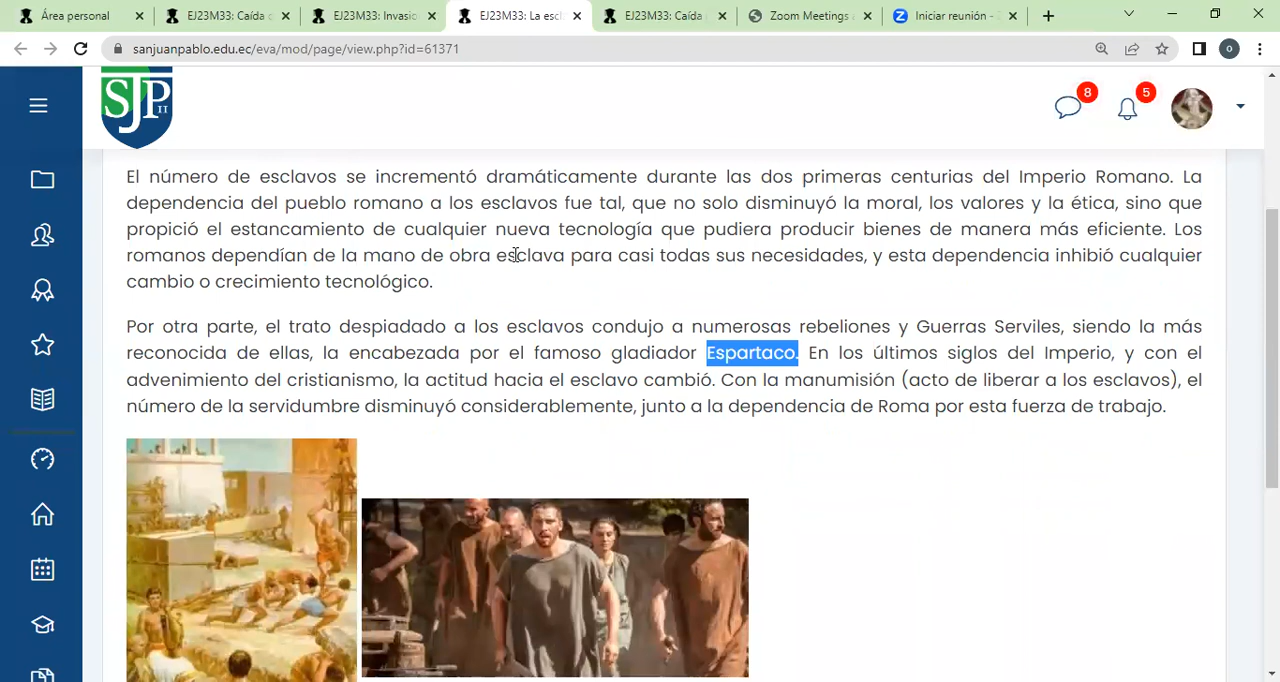 Área personal
EJ23M33: Caída
EJ23M33: Invasio
EJ23M33: La escl
EJ23M33: Caída
Zoom Meetings
Iniciar reunión -
sanjuanpablo.edu.ec/eva/mod/page/view.php?id=61371
o
SJP
II
8
5
El número de esclavos se incrementó dramáticamente durante las dos primeras centurias del Imperio Romano. La
dependencia del pueblo romano a los esclavos fue tal, que no solo disminuyó la moral, los valores y la ética, sino que
propició el estancamiento de cualquier nueva tecnología que pudiera producir bienes de manera más eficiente. Los
romanos dependían de la mano de obra esclava para casi todas sus necesidades, y esta dependencia inhibió cualquier
cambio o crecimiento tecnológico.
Por otra parte, el trato despiadado a los esclavos condujo a numerosas rebeliones y Guerras Serviles, siendo la más
reconocida de ellas, la encabezada por el famoso gladiador Espartaco. En los últimos siglos del Imperio, y con el
advenimiento del cristianismo, la actitud hacia el esclavo cambió. Con la manumisión (acto de liberar a los esclavos), el
número de la servidumbre disminuyó considerablemente, junto a la dependencia de Roma por esta fuerza de trabajo.